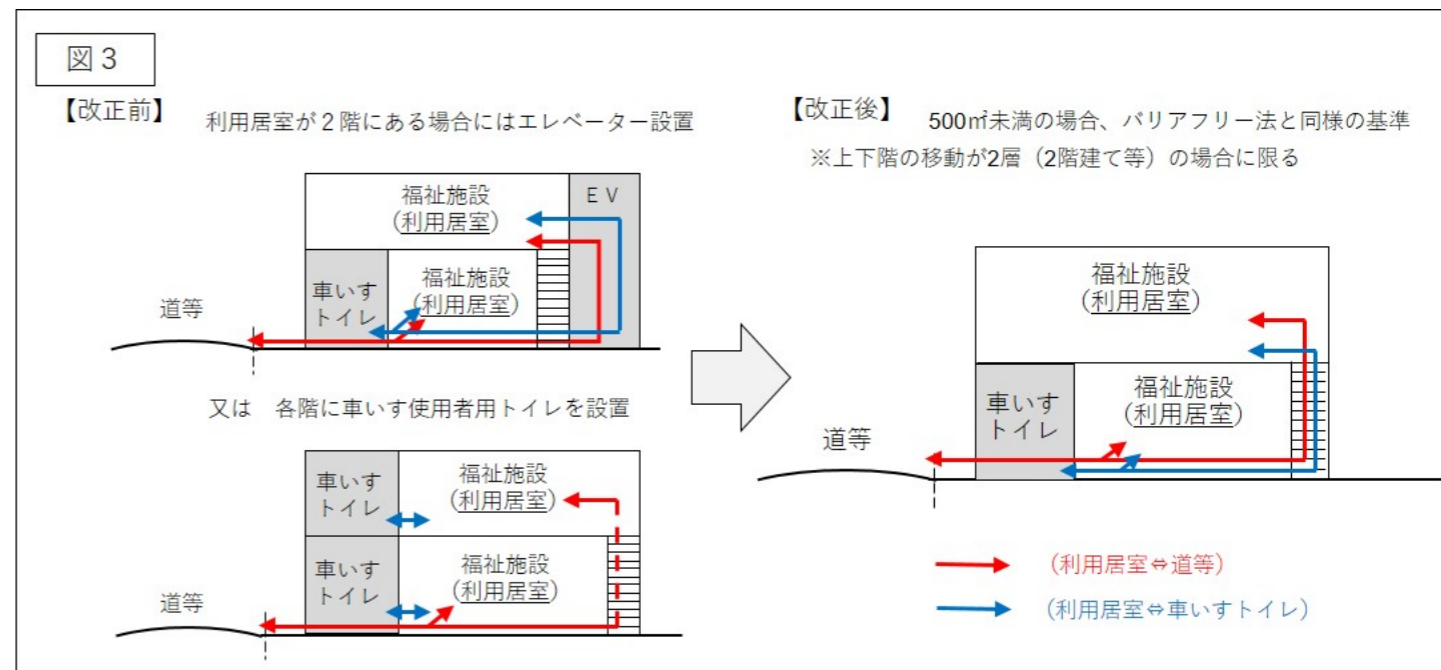 図3
【改正前】 利用居室が2階にある場合にはエレベーター設置
福祉施設
(利用居室)
EV
車いす
トイレ
福祉施設
(利用居室)
道等
又は 各階に車いす使用者用トイレを設置
車いす
トイレ
福祉施設
(利用居室)
車いす
トイレ
福祉施設
(利用居室)
道等
【改正後】 500㎡未満の場合、バリアフリー法と同様の基準
※上下階の移動が2層(2階建て等)の場合に限る
福祉施設
(利用居室)
車いす
トイレ
福祉施設
(利用居室)
道等
(利用居室⇔道等)
(利用居室⇔車いすトイレ)